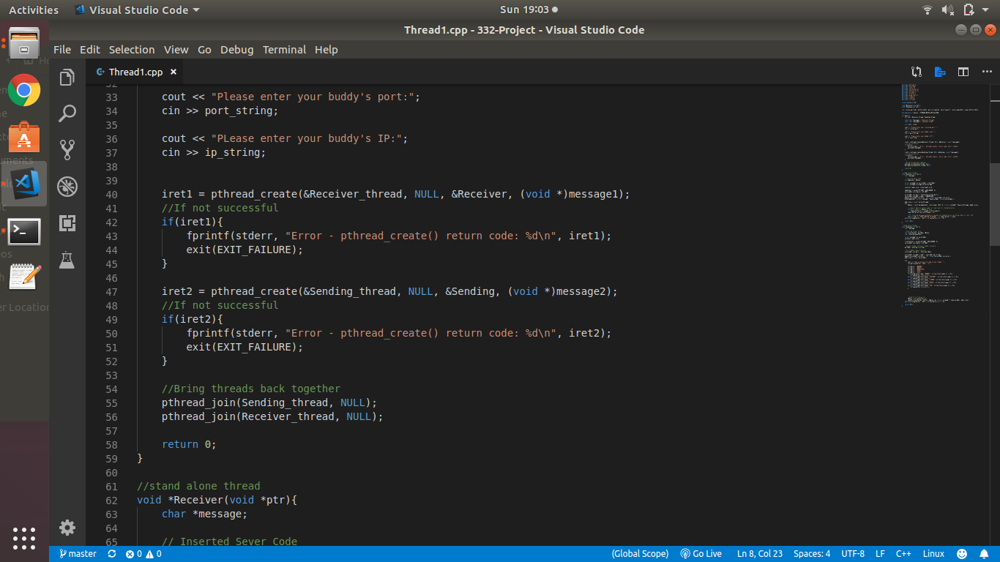 Activities Visual Studio Code Sun 19:03
Thread1.cpp - 332-Project - Visual Studio Code
File Edit Selection View Go Debug Terminal Help
Thread1.cpp
32
33 cout << "Please enter your buddy's port:";
34 cin >> port_string;
35
36 cout << "PLease enter your buddy's IP:";
37 cin >> ip_string;
38
39
40 iret1 = pthread_create(&Receiver_thread, NULL, &Receiver, (void *)message1);
41 //If not successful
42 if(iret1){
43 fprintf(stderr, "Error - pthread_create() return code: %d\n", iret1);
44 exit(EXIT_FAILURE);
45 }
46
47 iret2 = pthread_create(&Sending_thread, NULL, &Sending, (void *)message2);
48 //If not successful
49 if(iret2){
50 fprintf(stderr, "Error - pthread_create() return code: %d\n", iret2);
51 exit(EXIT_FAILURE);
52 }
53
54 //Bring threads back together
55 pthread_join(Sending_thread, NULL);
56 pthread_join(Receiver_thread, NULL);
57
58 return 0;
59 }
60
61 //stand alone thread
62 void *Receiver(void *ptr){
63 char *message;
64
65 // Inserted Sever Code
master 0 0 (Global Scope) Go Live Ln 8, Col 23 Spaces: 4 UTF-8 LF C++ Linux